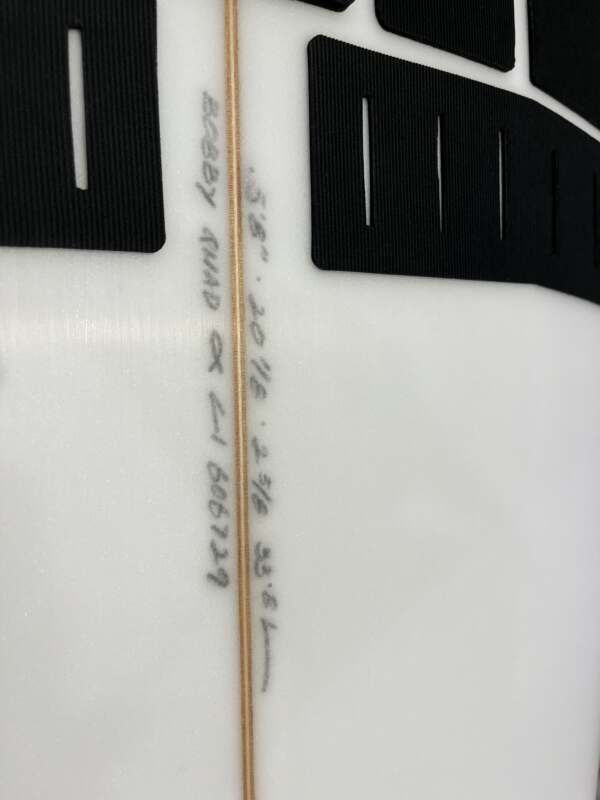 5'8" · 20 1/8 · 2 5/16 33.8 L
BOBBY QUAD 606729